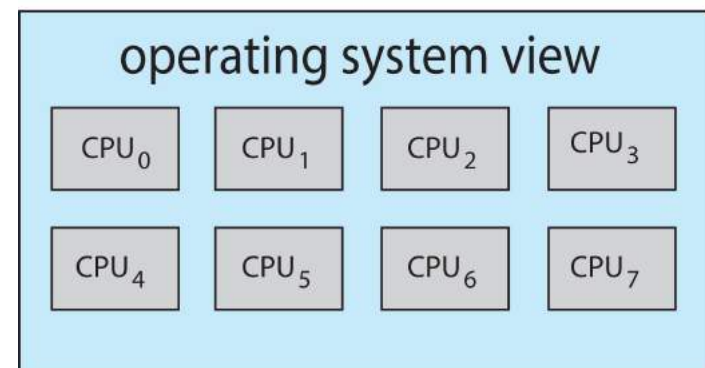 operating system view
CPU₀ CPU₁ CPU₂ CPU₃
CPU₄ CPU₅ CPU₆ CPU₇